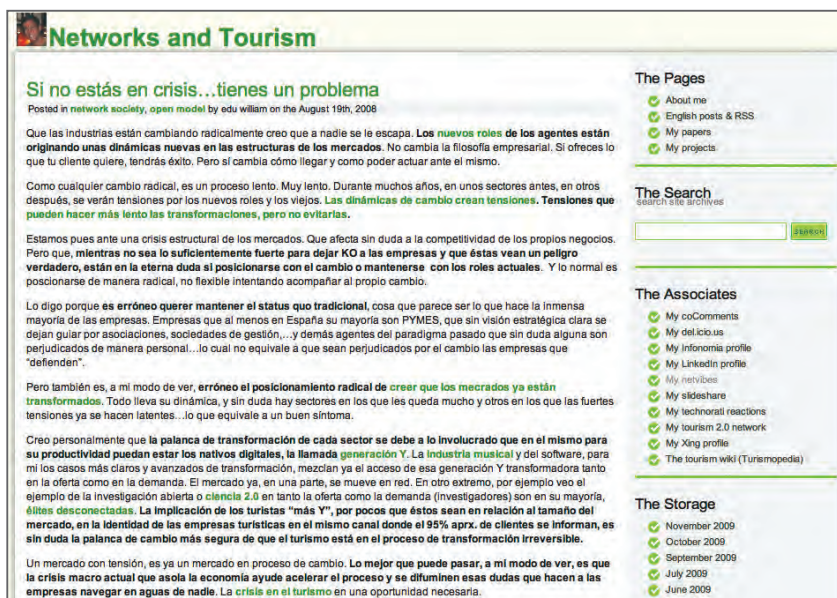 Networks and Tourism
Si no estás en crisis…tienes un problema
Posted in network society, open model by edu william on the August 19th, 2008
Que las industrias están cambiando radicalmente creo que a nadie se le escapa. Los nuevos roles de los agentes están
originando unas dinámicas nuevas en las estructuras de los mercados. No cambia la filosofía empresarial. Si ofreces lo
que tu cliente quiere, tendrás éxito. Pero sí cambia cómo llegar y como poder actuar ante el mismo.
Como cualquier cambio radical, es un proceso lento. Muy lento. Durante muchos años, en unos sectores antes, en otros
después, se verán tensiones por los nuevos roles y los viejos. Las dinámicas de cambio crean tensiones. Tensiones que
pueden hacer más lento las transformaciones, pero no evitarlas.
Estamos pues ante una crisis estructural de los mercados. Que afecta sin duda a la competitividad de los propios negocios.
Pero que, mientras no sea lo suficientemente fuerte para dejar KO a las empresas y que éstas vean un peligro
verdadero, están en la eterna duda si posicionarse con el cambio o mantenerse con los roles actuales. Y lo normal es
poscionarse de manera radical, no flexible intentando acompañar al propio cambio.
Lo digo porque es erróneo querer mantener el status quo tradicional, cosa que parece ser lo que hace la inmensa
mayoría de las empresas. Empresas que al menos en España su mayoría son PYMES, que sin visión estratégica clara se
dejan guiar por asociaciones, sociedades de gestión,…y demás agentes del paradigma pasado que sin duda alguna son
perjudicados de manera personal…lo cual no equivale a que sean perjudicados por el cambio las empresas que
"defienden".
Pero también es, a mi modo de ver, erróneo el posicionamiento radical de creer que los mecrados ya están
transformados. Todo lleva su dinámica, y sin duda hay sectores en los que les queda mucho y otros en los que las fuertes
tensiones ya se hacen latentes…lo que equivale a un buen síntoma.
Creo personalmente que la palanca de transformación de cada sector se debe a lo involucrado que en el mismo para
su productividad puedan estar los nativos digitales, la llamada generación Y. La industria musical y del software, para
mi los casos más claros y avanzados de transformación, mezclan ya el acceso de esa generación Y transformadora tanto
en la oferta como en la demanda. El mercado ya, en una parte, se mueve en red. En otro extremo, por ejemplo veo el
ejemplo de la investigación abierta o ciencia 2.0 en tanto la oferta como la demanda (investigadores) son en su mayoría,
élites desconectadas. La implicación de los turistas "más Y", por pocos que éstos sean en relación al tamaño del
mercado, en la identidad de las empresas turísticas en el mismo canal donde el 95% aprx. de clientes se informan, es
sin duda la palanca de cambio más segura de que el turismo está en el proceso de transformación irreversible.
Un mercado con tensión, es ya un mercado en proceso de cambio. Lo mejor que puede pasar, a mi modo de ver, es que
la crisis macro actual que asola la economía ayude acelerar el proceso y se difuminen esas dudas que hacen a las
empresas navegar en aguas de nadie. La crisis en el turismo en una oportunidad necesaria.
The Pages
About me
English posts & RSS
My papers
My projects
The Search
search site archives
SEARCH
The Associates
My coComments
My del.icio.us
My Infonomia profile
My LinkedIn profile
My netvibes
My slideshare
My technorati reactions
My tourism 2.0 network
My Xing profile
The tourism wiki (Turismopedia)
The Storage
November 2009
October 2009
September 2009
July 2009
June 2009